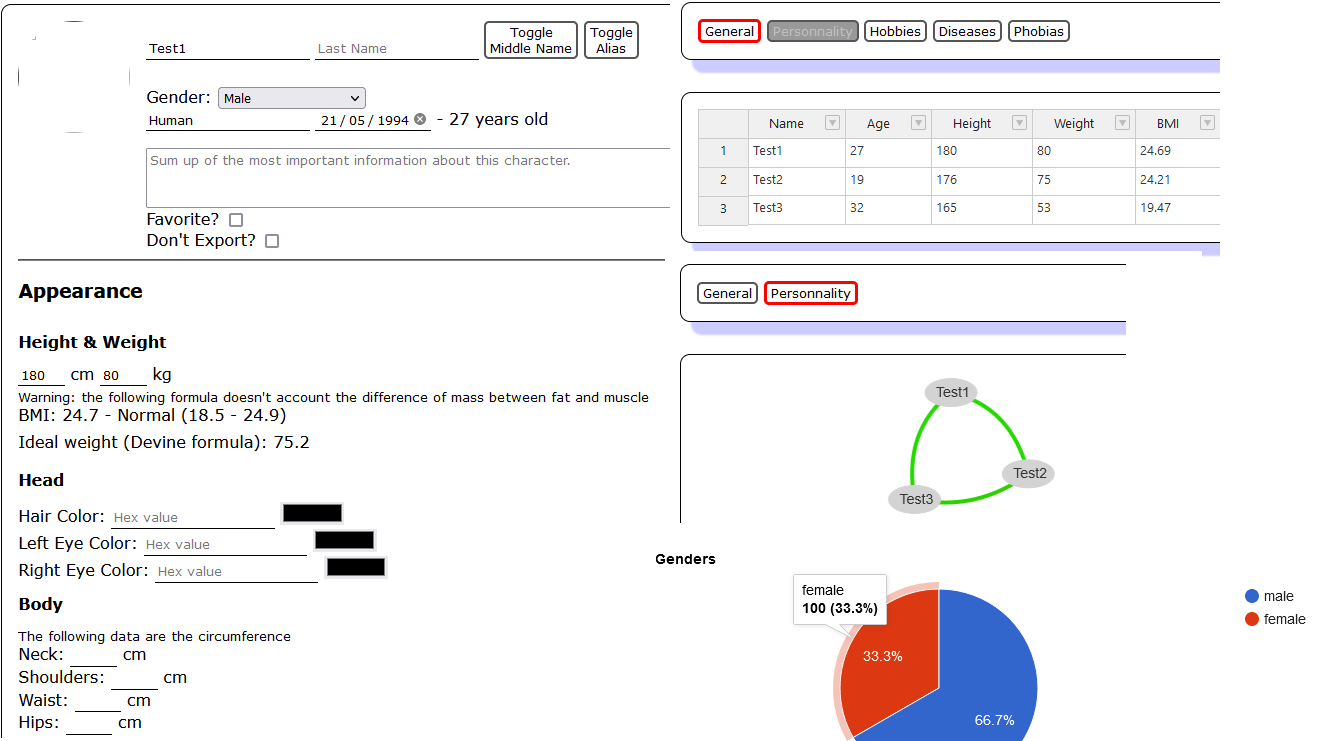 Test1 Last Name Toggle Middle Name Toggle Alias
Gender: Male
Human 21 / 05 / 1994 - 27 years old
Sum up of the most important information about this character.
Favorite?
Don't Export?
Appearance
Height & Weight
180 cm 80 kg
Warning: the following formula doesn't account the difference of mass between fat and muscle
BMI: 24.7 - Normal (18.5 - 24.9)
Ideal weight (Devine formula): 75.2
Head
Hair Color: Hex value
Left Eye Color: Hex value
Right Eye Color: Hex value
Body
The following data are the circumference
Neck: cm
Shoulders: cm
Waist: cm
Hips: cm
General Personnality Hobbies Diseases Phobias
Name Age Height Weight BMI
1 Test1 27 180 80 24.69
2 Test2 19 176 75 24.21
3 Test3 32 165 53 19.47
General Personnality
Test1
Test2
Test3
Genders
female
100 (33.3%)
33.3%
66.7%
male
female